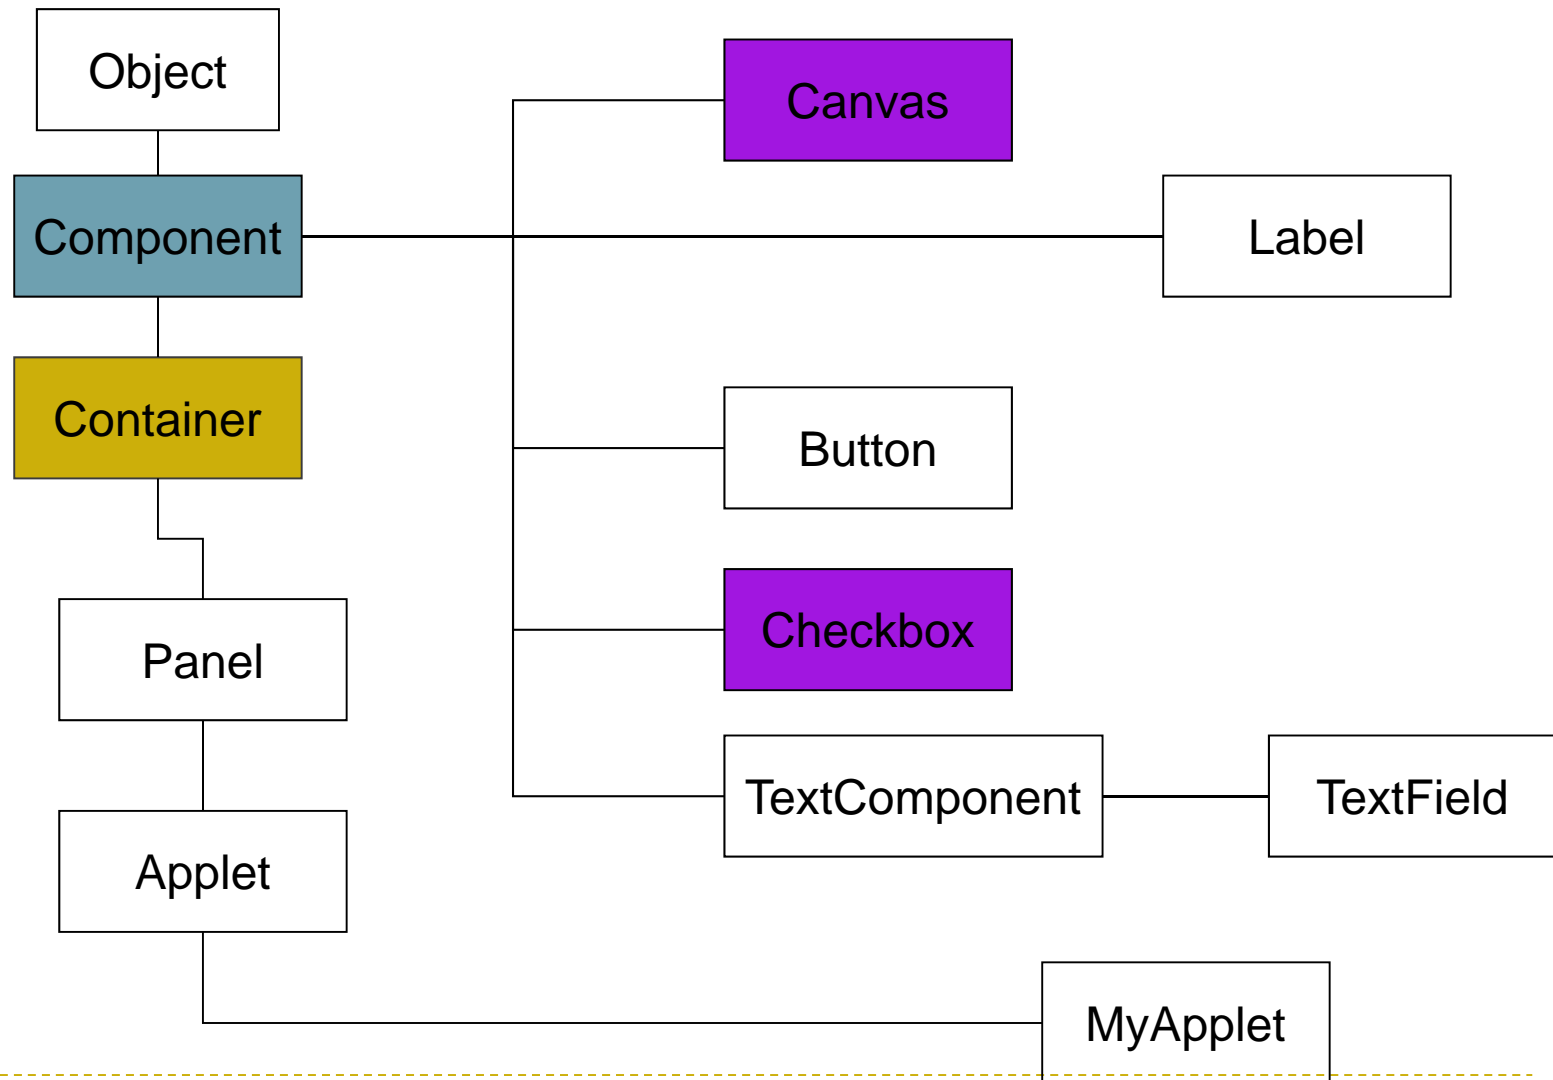 Object
Canvas
Component
Label
Container
Button
Checkbox
Panel
TextComponent
TextField
Applet
MyApplet